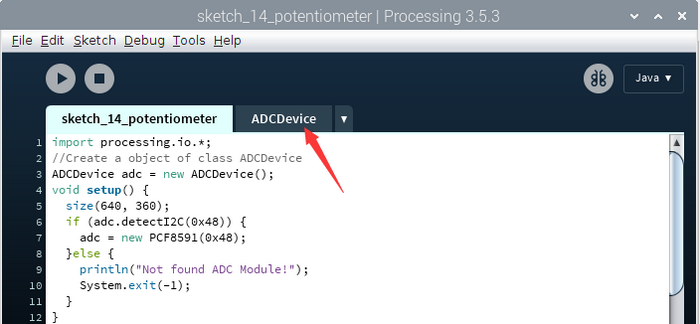 sketch_14_potentiometer | Processing 3.5.3
File Edit Sketch Debug Tools Help
Java ▼
sketch_14_potentiometer ADCDevice ▼
1 import processing.io.*;
2 //Create a object of class ADCDevice
3 ADCDevice adc = new ADCDevice();
4 void setup() {
5   size(640, 360);
6   if (adc.detectI2C(0x48)) {
7     adc = new PCF8591(0x48);
8   }else {
9     println("Not found ADC Module!");
10     System.exit(-1);
11   }
12 }